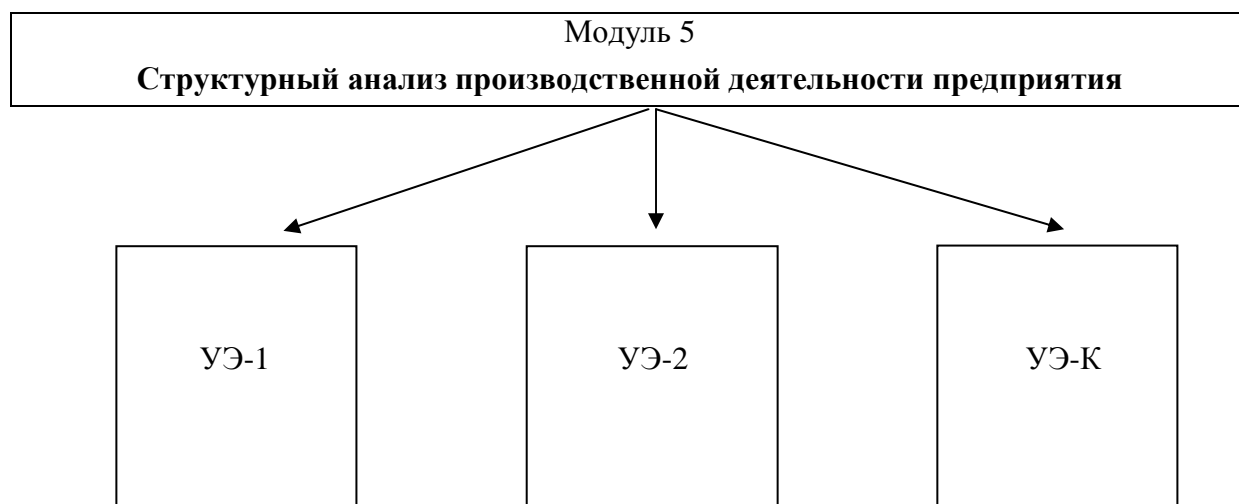 Модуль 5
Структурный анализ производственной деятельности предприятия
УЭ-1
УЭ-2
УЭ-К